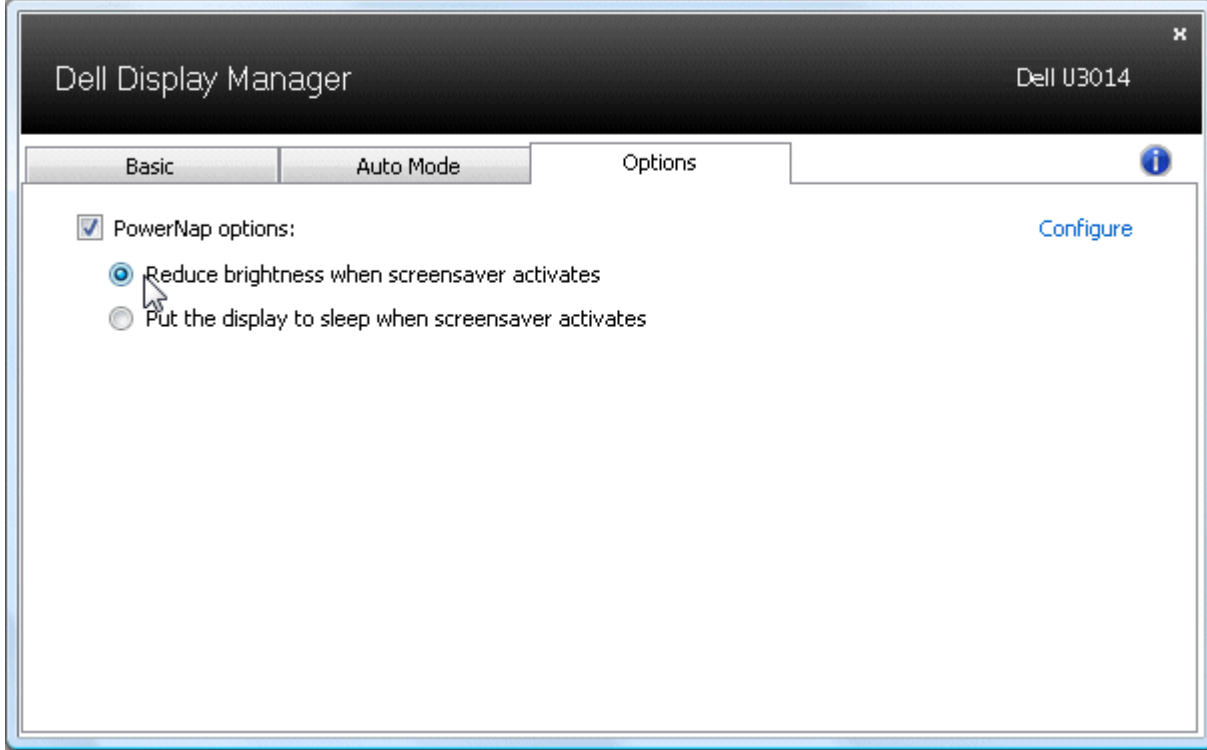 Dell Display Manager
Dell U3014
Basic
Auto Mode
Options
PowerNap options:
Configure
Reduce brightness when screensaver activates
Put the display to sleep when screensaver activates